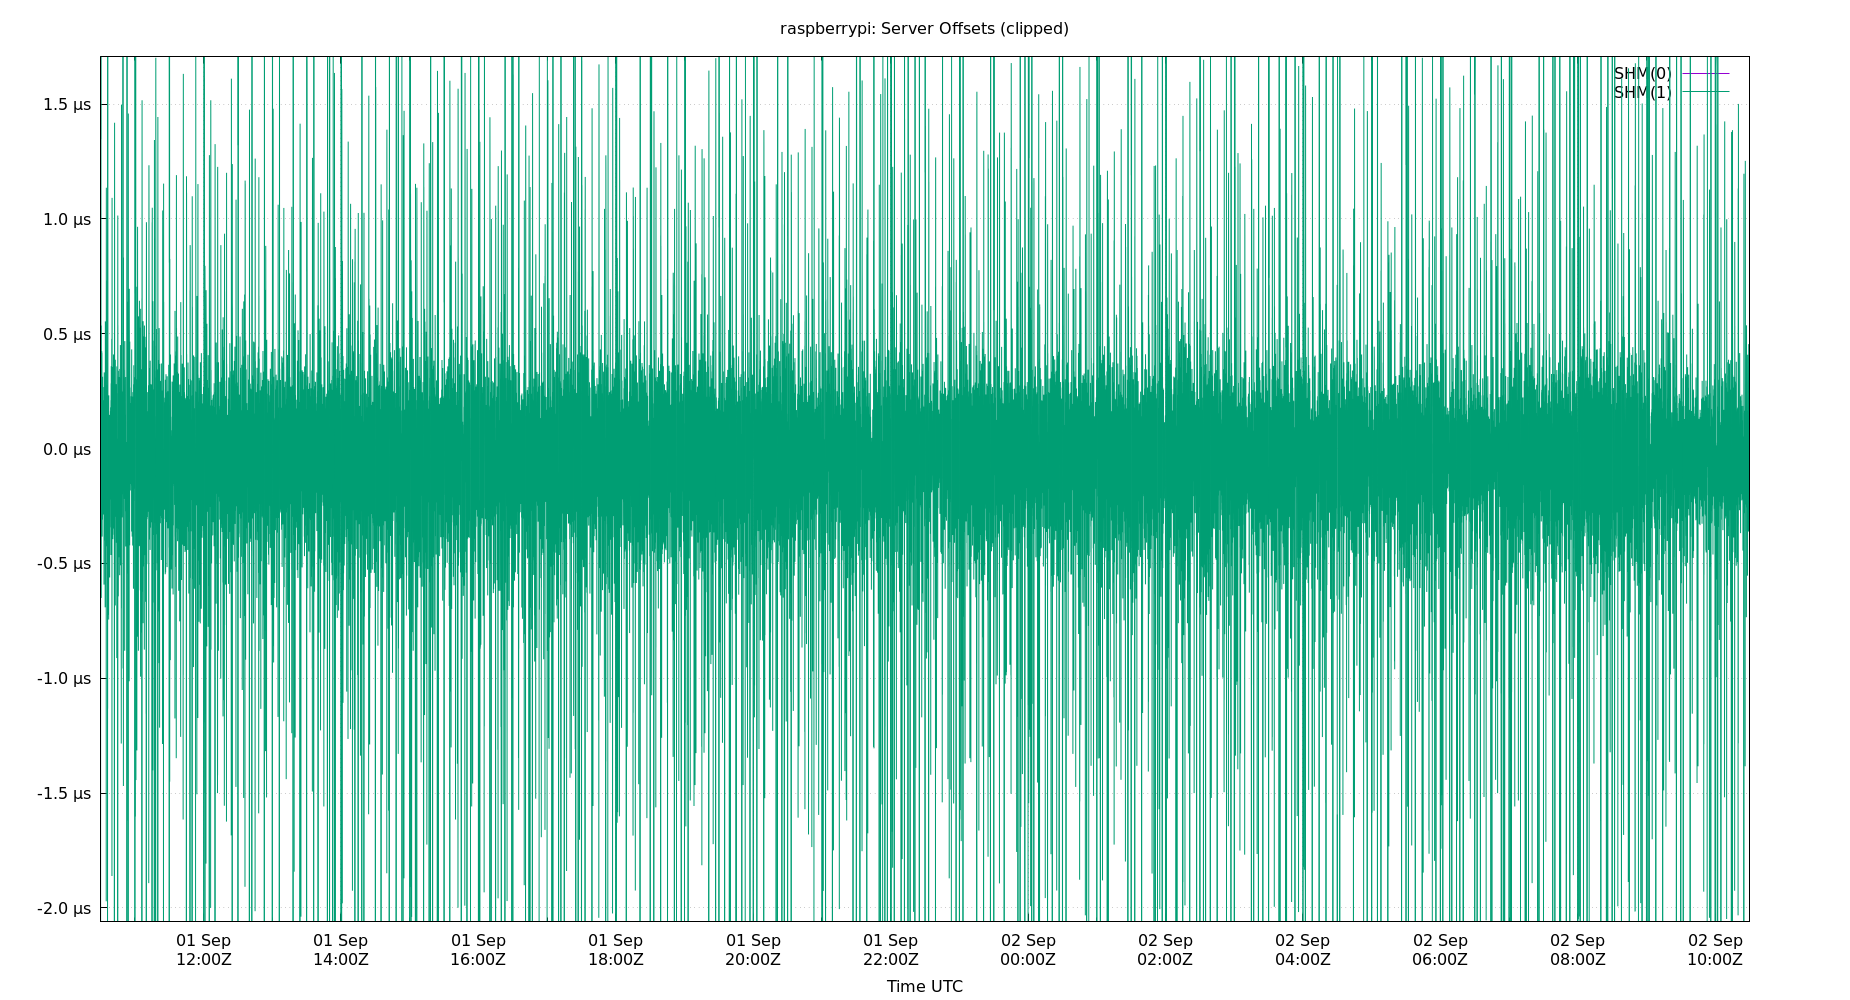 raspberrypi: Server Offsets (clipped)
SHM(0)
SHM(1)
1.5 µs
1.0 µs
0.5 µs
0.0 µs
-0.5 µs
-1.0 µs
-1.5 µs
-2.0 µs
01 Sep 01 Sep 01 Sep 01 Sep 01 Sep 01 Sep 02 Sep 02 Sep 02 Sep 02 Sep 02 Sep 02 Sep
12:00Z 14:00Z 16:00Z 18:00Z 20:00Z 22:00Z 00:00Z 02:00Z 04:00Z 06:00Z 08:00Z 10:00Z
Time UTC